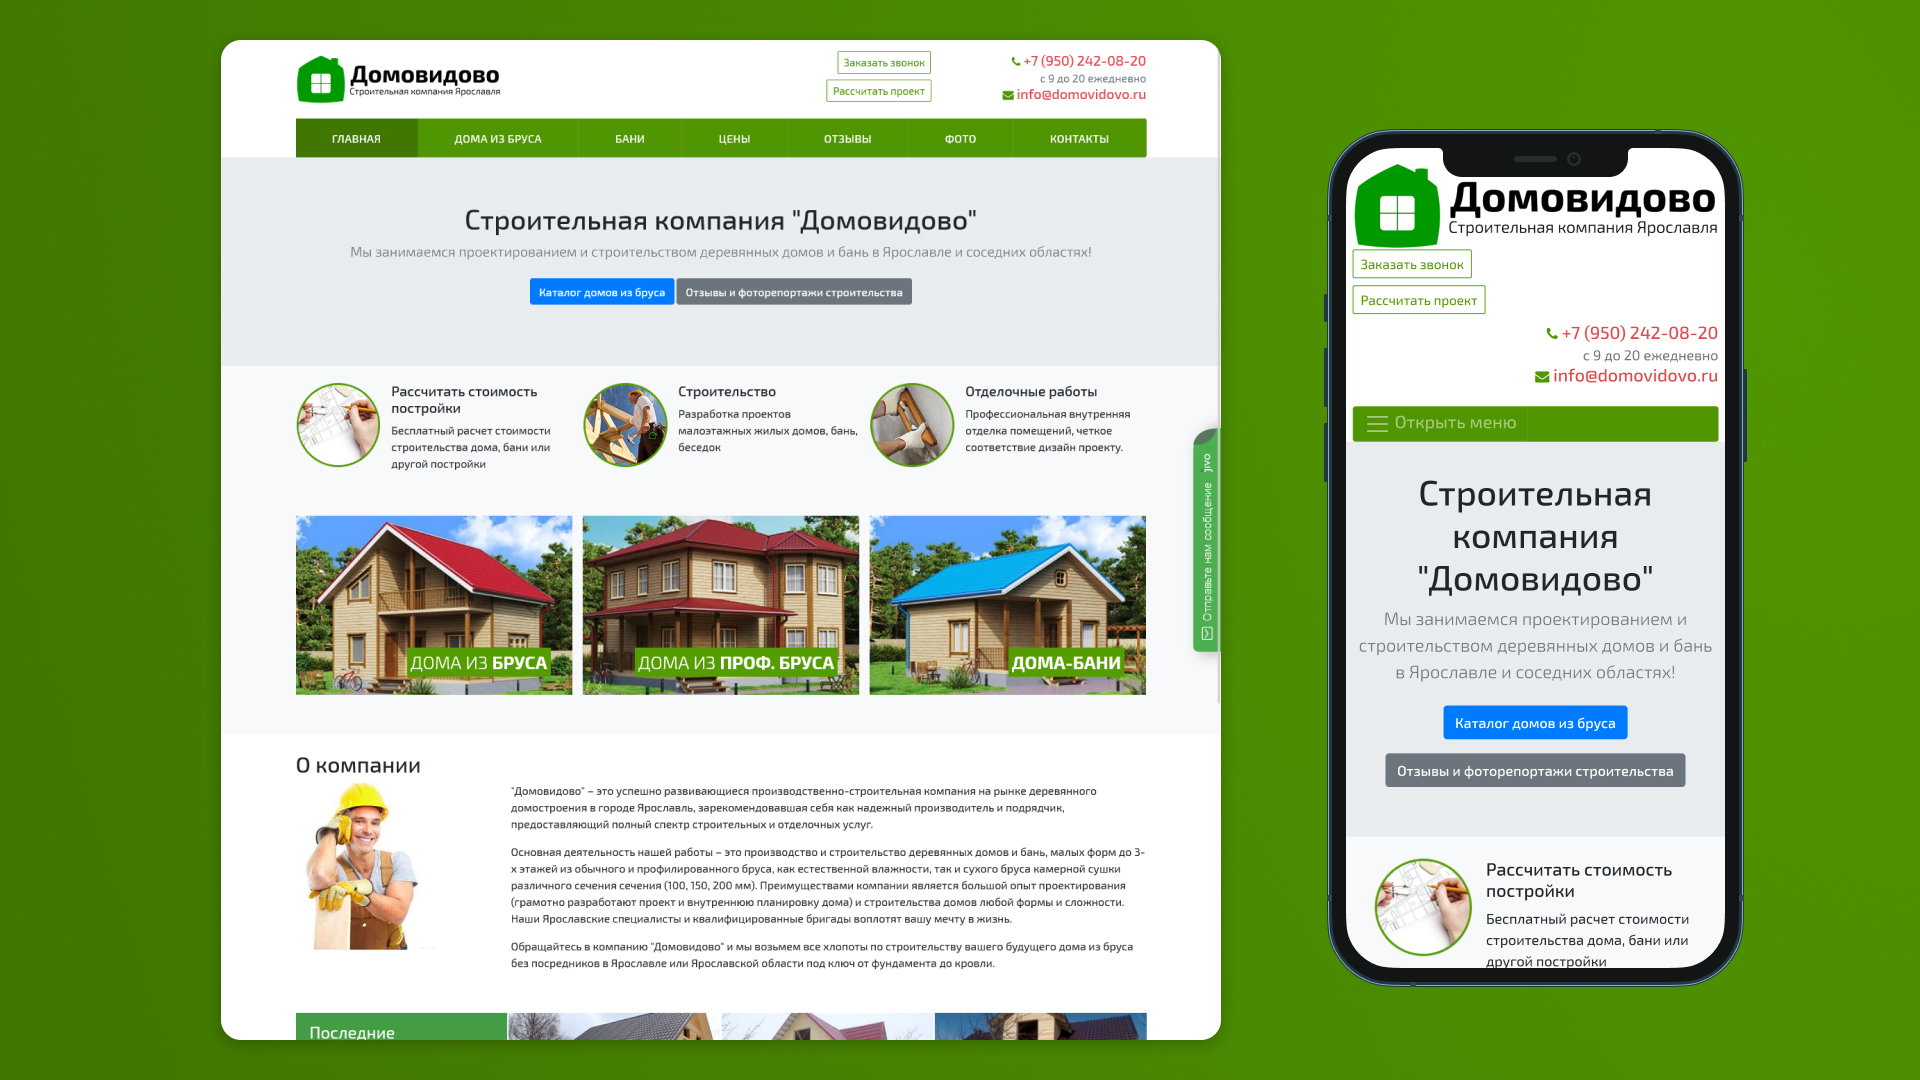 Домовидово
Строительная компания Ярославля
Заказать звонок
Рассчитать проект
+7 (950) 242-08-20
с 9 до 20 ежедневно
info@domovidovo.ru
ГЛАВНАЯ
ДОМА ИЗ БРУСА
БАНИ
ЦЕНЫ
ОТЗЫВЫ
ФОТО
КОНТАКТЫ
Строительная компания "Домовидово"
Мы занимаемся проектированием и строительством деревянных домов и бань в Ярославле и соседних областях!
Каталог домов из бруса
Отзывы и фоторепортажи строительства
Рассчитать стоимость
постройки
Бесплатный расчет стоимости
строительства дома, бани или
другой постройки
Строительство
Разработка проектов
малоэтажных жилых домов, бань,
беседок
Отделочные работы
Профессиональная внутренняя
отделка помещений, четкое
соответствие дизайн проекту.
ДОМА ИЗ БРУСА
ДОМА ИЗ ПРОФ. БРУСА
ДОМА-БАНИ
Отправьте нам сообщение
jivo
О компании
"Домовидово" – это успешно развивающиеся производственно-строительная компания на рынке деревянного
домостроения в городе Ярославль, зарекомендовавшая себя как надежный производитель и подрядчик,
предоставляющий полный спектр строительных и отделочных услуг.
Основная деятельность нашей работы – это производство и строительство деревянных домов и бань, малых форм до 3-
х этажей из обычного и профилированного бруса, как естественной влажности, так и сухого бруса камерной сушки
различного сечения сечения (100, 150, 200 мм). Преимуществами компании является большой опыт проектирования
(грамотно разработают проект и внутреннюю планировку дома) и строительства домов любой формы и сложности.
Наши Ярославские специалисты и квалифицированные бригады воплотят вашу мечту в жизнь.
Обращайтесь в компанию "Домовидово" и мы возьмем все хлопоты по строительству вашего будущего дома из бруса
без посредников в Ярославле или Ярославской области под ключ от фундамента до кровли.
Последние
Домовидово
Строительная компания Ярославля
Заказать звонок
Рассчитать проект
+7 (950) 242-08-20
с 9 до 20 ежедневно
info@domovidovo.ru
Открыть меню
Строительная
компания
"Домовидово"
Мы занимаемся проектированием и
строительством деревянных домов и бань
в Ярославле и соседних областях!
Каталог домов из бруса
Отзывы и фоторепортажи строительства
Рассчитать стоимость
постройки
Бесплатный расчет стоимости
строительства дома, бани или
другой постройки